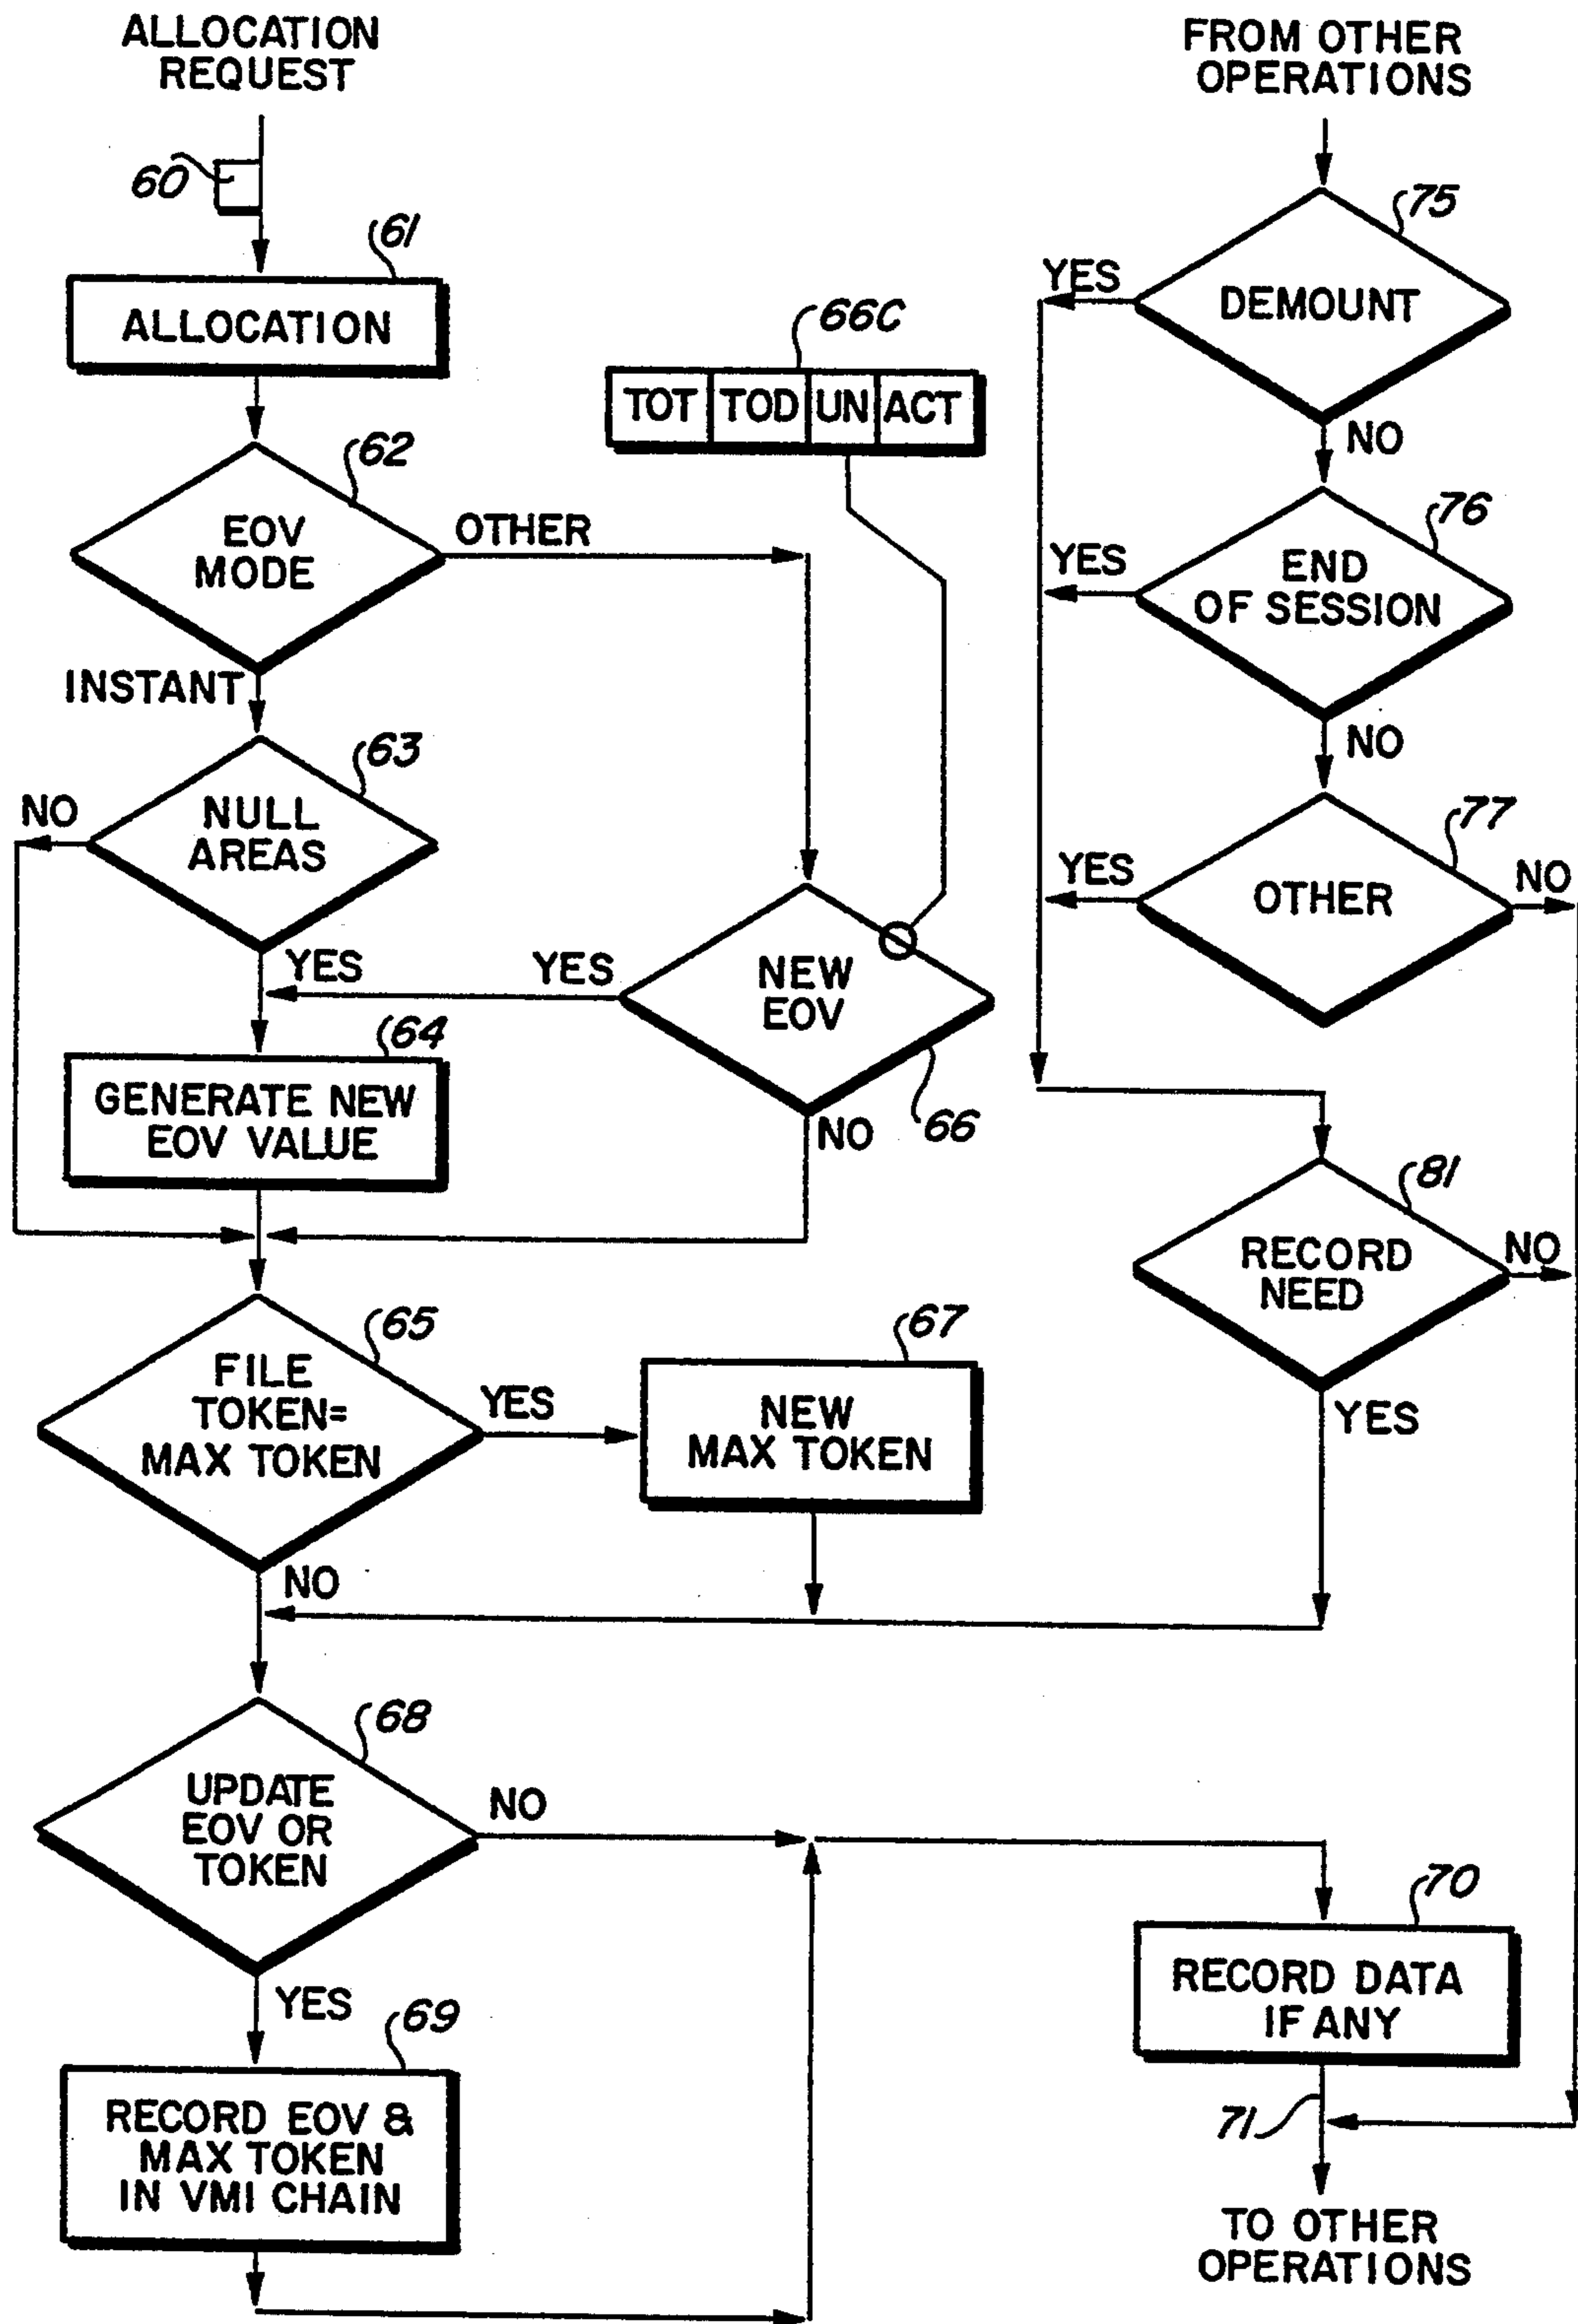 ALLOCATION
REQUEST
60
61
ALLOCATION
62
EOV
MODE
OTHER
INSTANT
66C
TOT TOD UN ACT
63
NULL
AREAS
NO
YES
YES
NEW
EOV
66
NO
64
GENERATE NEW
EOV VALUE
65
FILE
TOKEN=
MAX TOKEN
YES
67
NEW
MAX TOKEN
NO
68
UPDATE
EOV OR
TOKEN
NO
YES
69
RECORD EOV &
MAX TOKEN
IN VMI CHAIN
FROM OTHER
OPERATIONS
75
YES
DEMOUNT
NO
76
YES
END
OF SESSION
NO
77
YES
OTHER
NO
81
RECORD
NEED
NO
YES
70
RECORD DATA
IF ANY
71
TO OTHER
OPERATIONS